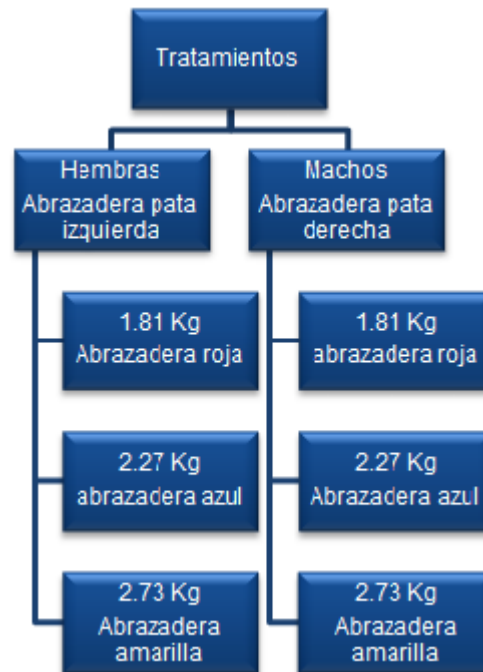 Tratamientos
Hembras
Abrazadera pata
izquierda
1.81 Kg
Abrazadera roja
2.27 Kg
abrazadera azul
2.73 Kg
Abrazadera
amarilla
Machos
Abrazadera pata
derecha
1.81 Kg
abrazadera roja
2.27 Kg
Abrazadera azul
2.73 Kg
Abrazadera
amarilla